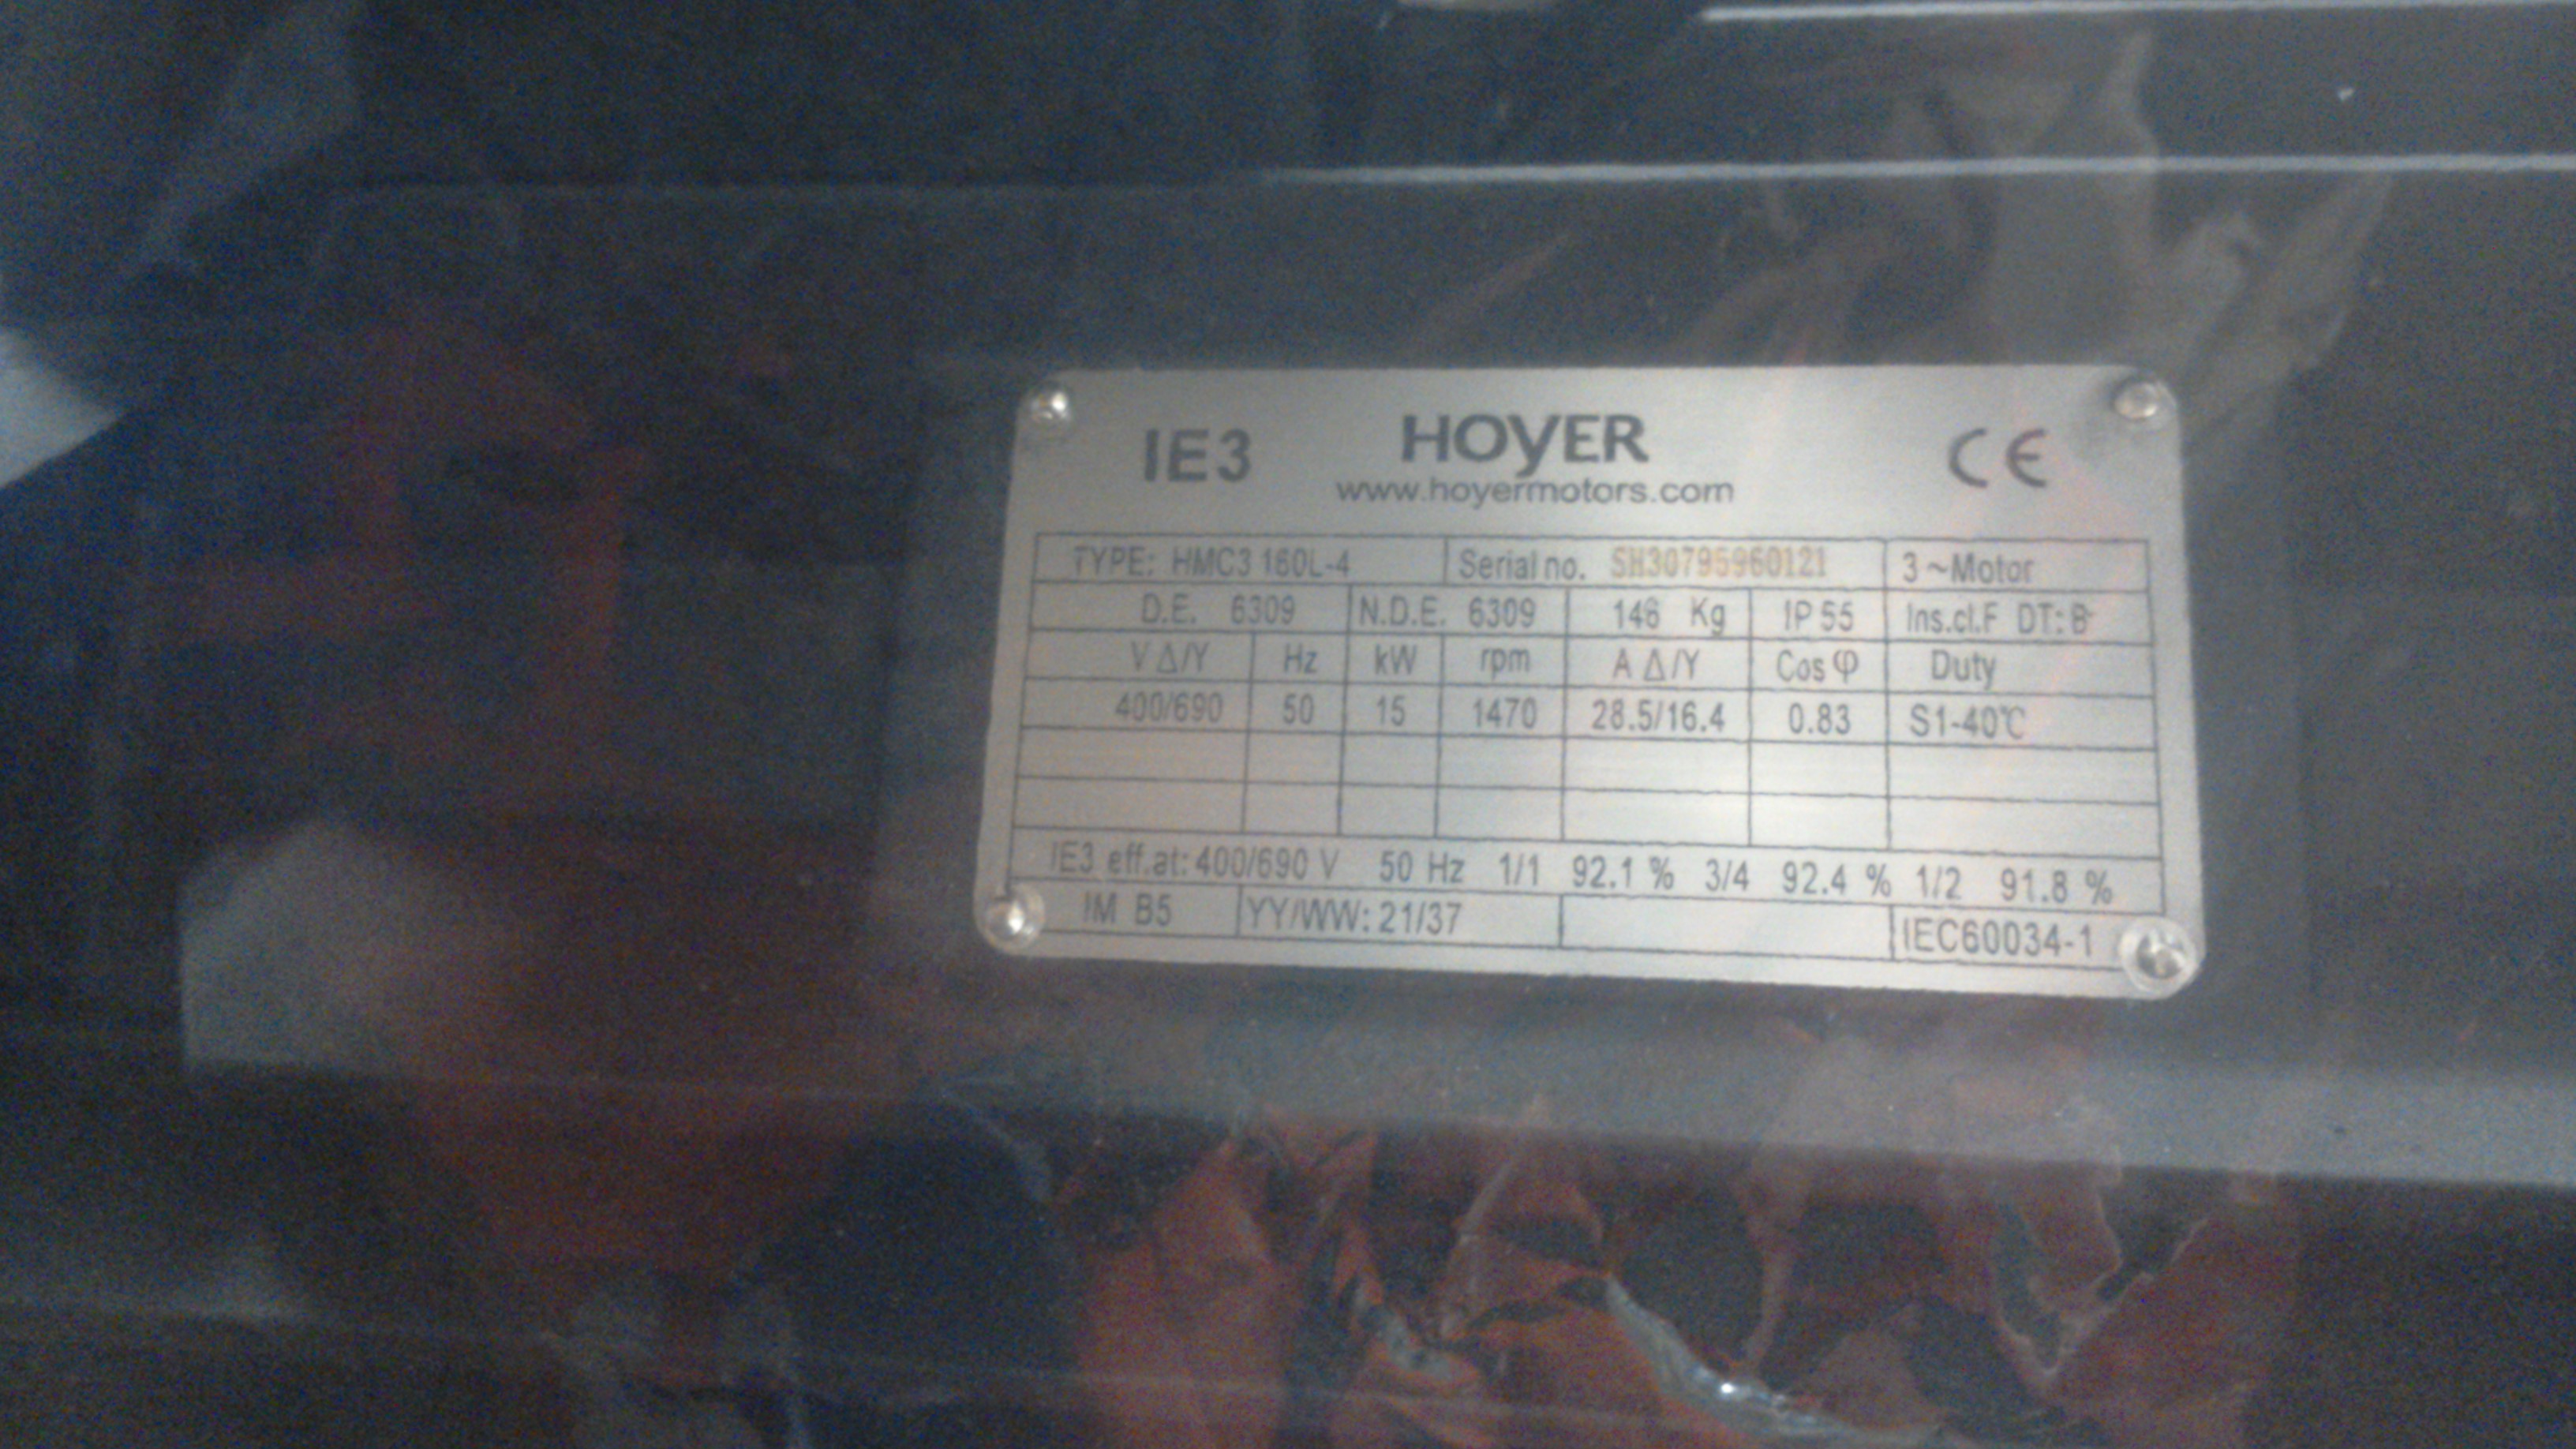 IE3 HOYER CE
www.hoyermotors.com
TYPE: HMC3 160L-4 Serial no. SH30795960121 3~Motor
D.E. 6309 N.D.E. 6309 Kg IP 55 Ins.cl.F DT: B
V Δ/Y Hz kW rpm A Δ/Y Cos φ Duty
400/690 50 15 1470 28.5/16.4 0.83 S1-40℃
IE3 eff.at: 400/690 V 50 Hz 1/1 92.1 % 3/4 92.4 % 1/2 91.8 %
IM B5 YY/WW: 21/37 IEC60034-1